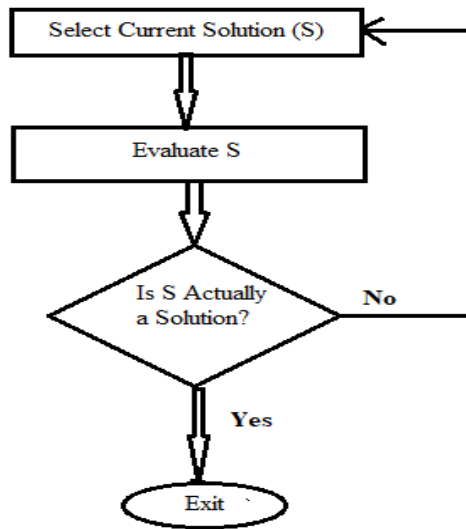 Select Current Solution (S)
Evaluate S
Is S Actually
a Solution?
No
Yes
Exit